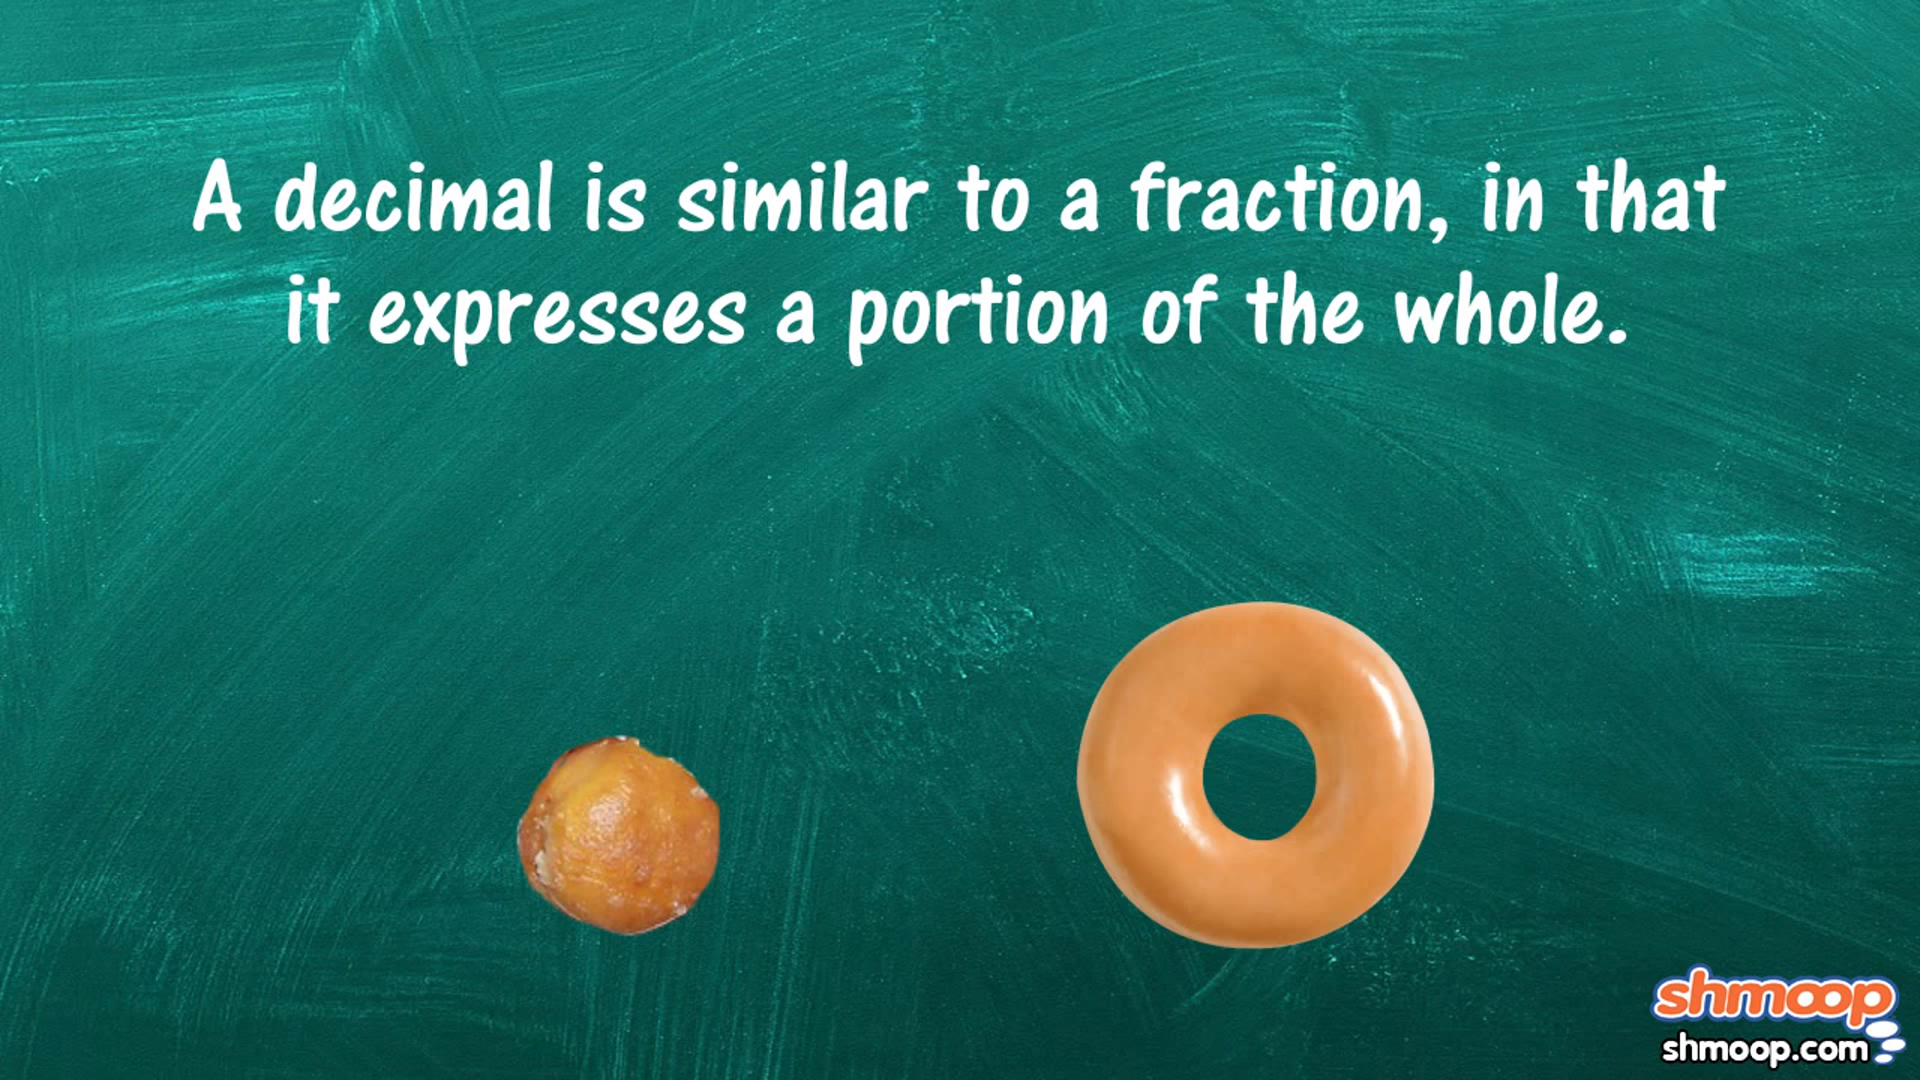 A decimal is similar to a fraction, in that
it expresses a portion of the whole.
shmoop
shmoop.com